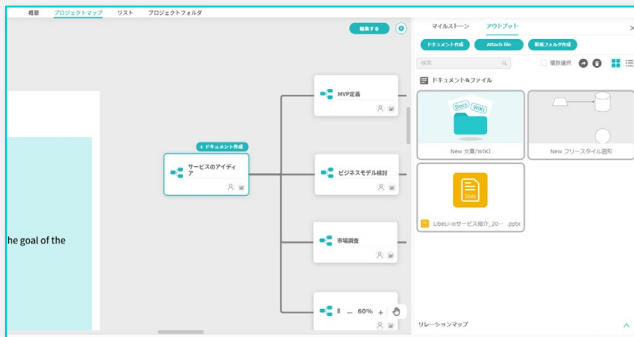 概要 プロジェクトマップ リスト プロジェクトフォルダ
編集する
マイルストーン アウトプット
ドキュメント作成 Attach file 新規フォルダ作成
検索
複数選択
ドキュメント&ファイル
Docs WIKI
New 文章/WIKI
New フリースタイル図形
Slide
MVP定義
+ ドキュメント作成
サービスのアイディ
ア
ビジネスモデル検討
市場調査
he goal of the
60% +
リレーションマップ